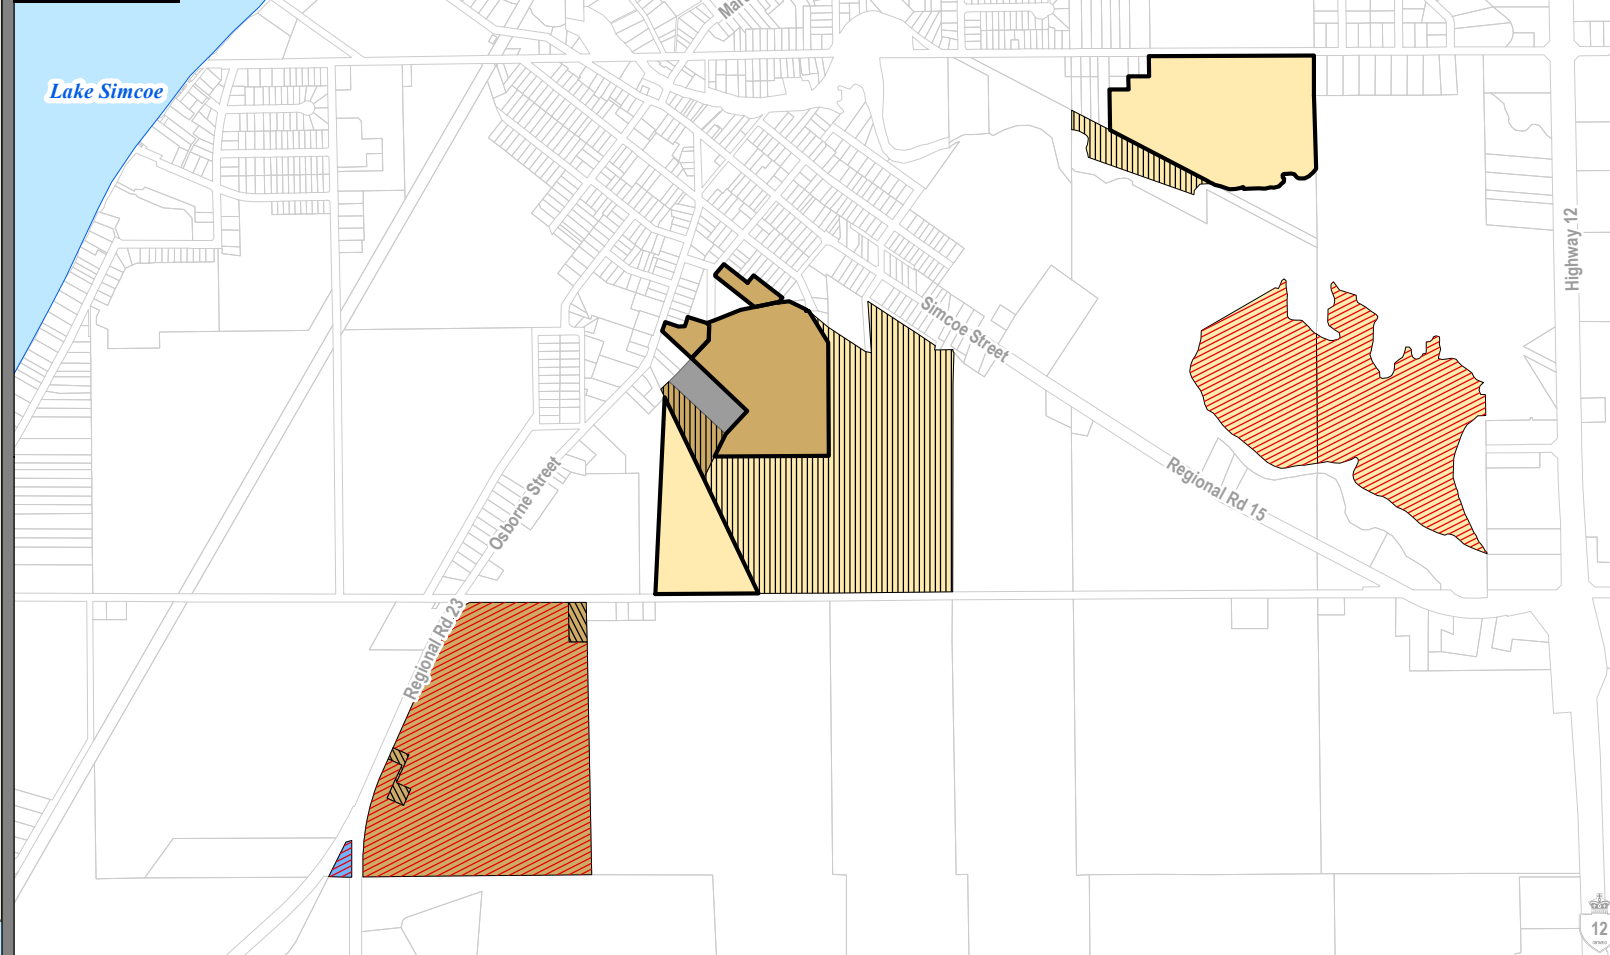 Lake Simcoe
Highway 12
Simcoe Street
Regional Rd 15
Osborne Street
Regional Rd 23
12